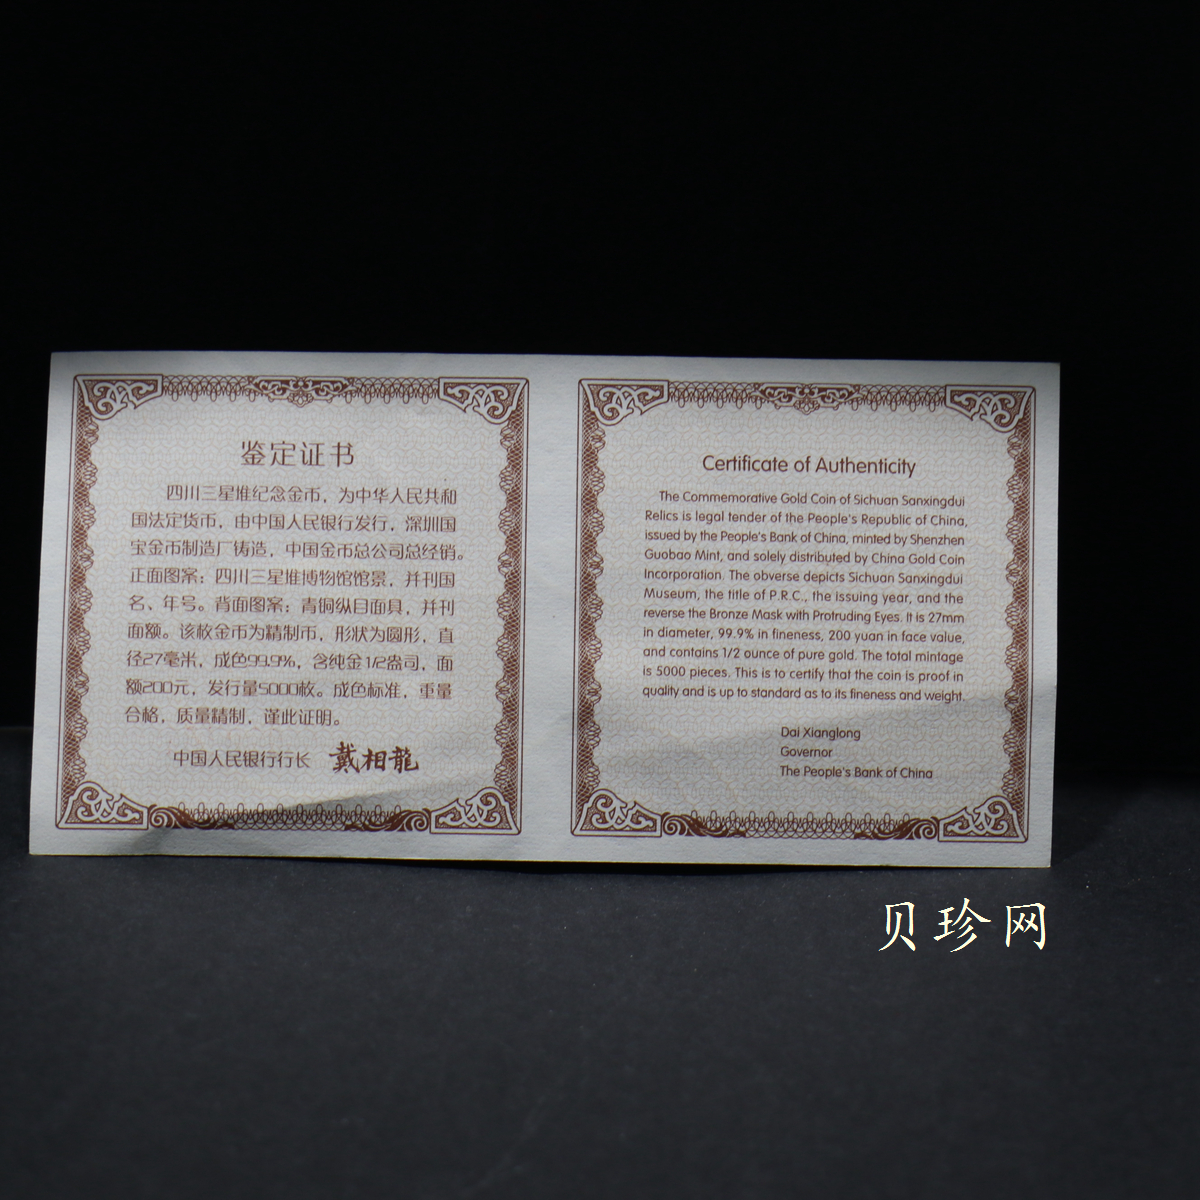 鉴定证书
四川三星堆纪念金币，为中华人民共和
国法定货币，由中国人民银行发行，深圳国
宝金币制造厂铸造，中国金币总公司总经销。
正面图案：四川三星堆博物馆馆景，并刊国
名、年号。背面图案：青铜纵目面具，并刊
面额。该枚金币为精制币，形状为圆形，直
径27毫米，成色99.9%，含纯金1/2盎司，面
额200元，发行量5000枚。成色标准，重量
合格，质量精制，谨此证明。
中国人民银行行长 戴相龍
Certificate of Authenticity
The Commemorative Gold Coin of Sichuan Sanxingdui
Relics is legal tender of the People's Republic of China,
issued by the People's Bank of China, minted by Shenzhen
Guobao Mint, and solely distributed by China Gold Coin
Incorporation. The obverse depicts Sichuan Sanxingdui
Museum, the title of P.R.C., the issuing year, and the
reverse the Bronze Mask with Protruding Eyes. It is 27mm
in diameter, 99.9% in fineness, 200 yuan in face value,
and contains 1/2 ounce of pure gold. The total mintage
is 5000 pieces. This is to certify that the coin is proof in
quality and is up to standard as to its fineness and weight.
Dai Xianglong
Governor
The People's Bank of China
贝珍网